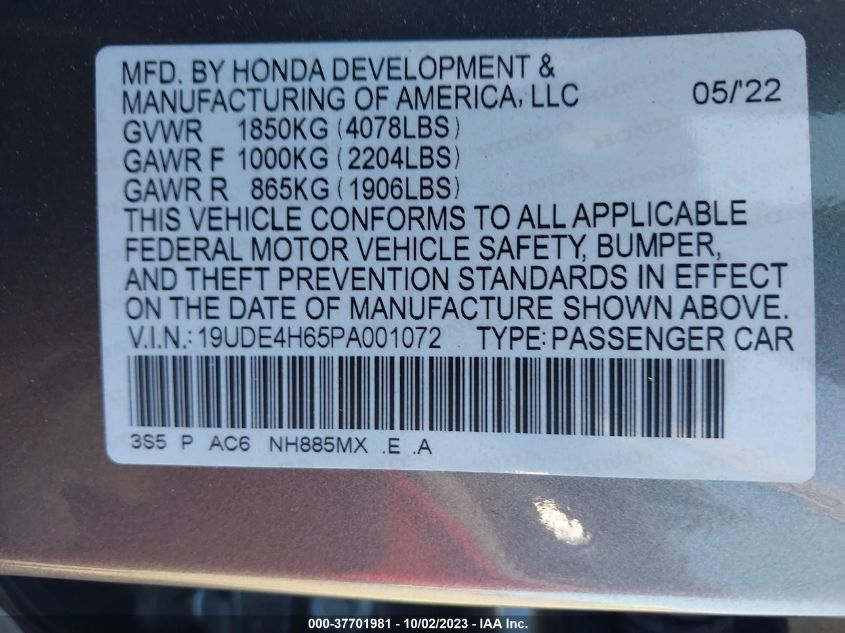 MFD. BY HONDA DEVELOPMENT &
MANUFACTURING OF AMERICA, LLC 05/'22
GVWR 1850KG (4078LBS)
GAWR F 1000KG (2204LBS)
GAWR R 865KG (1906LBS)
THIS VEHICLE CONFORMS TO ALL APPLICABLE
FEDERAL MOTOR VEHICLE SAFETY, BUMPER,
AND THEFT PREVENTION STANDARDS IN EFFECT
ON THE DATE OF MANUFACTURE SHOWN ABOVE.
V.I.N.: 19UDE4H65PA001072 TYPE: PASSENGER CAR
3S5 P AC6 NH885MX .E .A
000-37701981 - 10/02/2023 - IAA Inc.